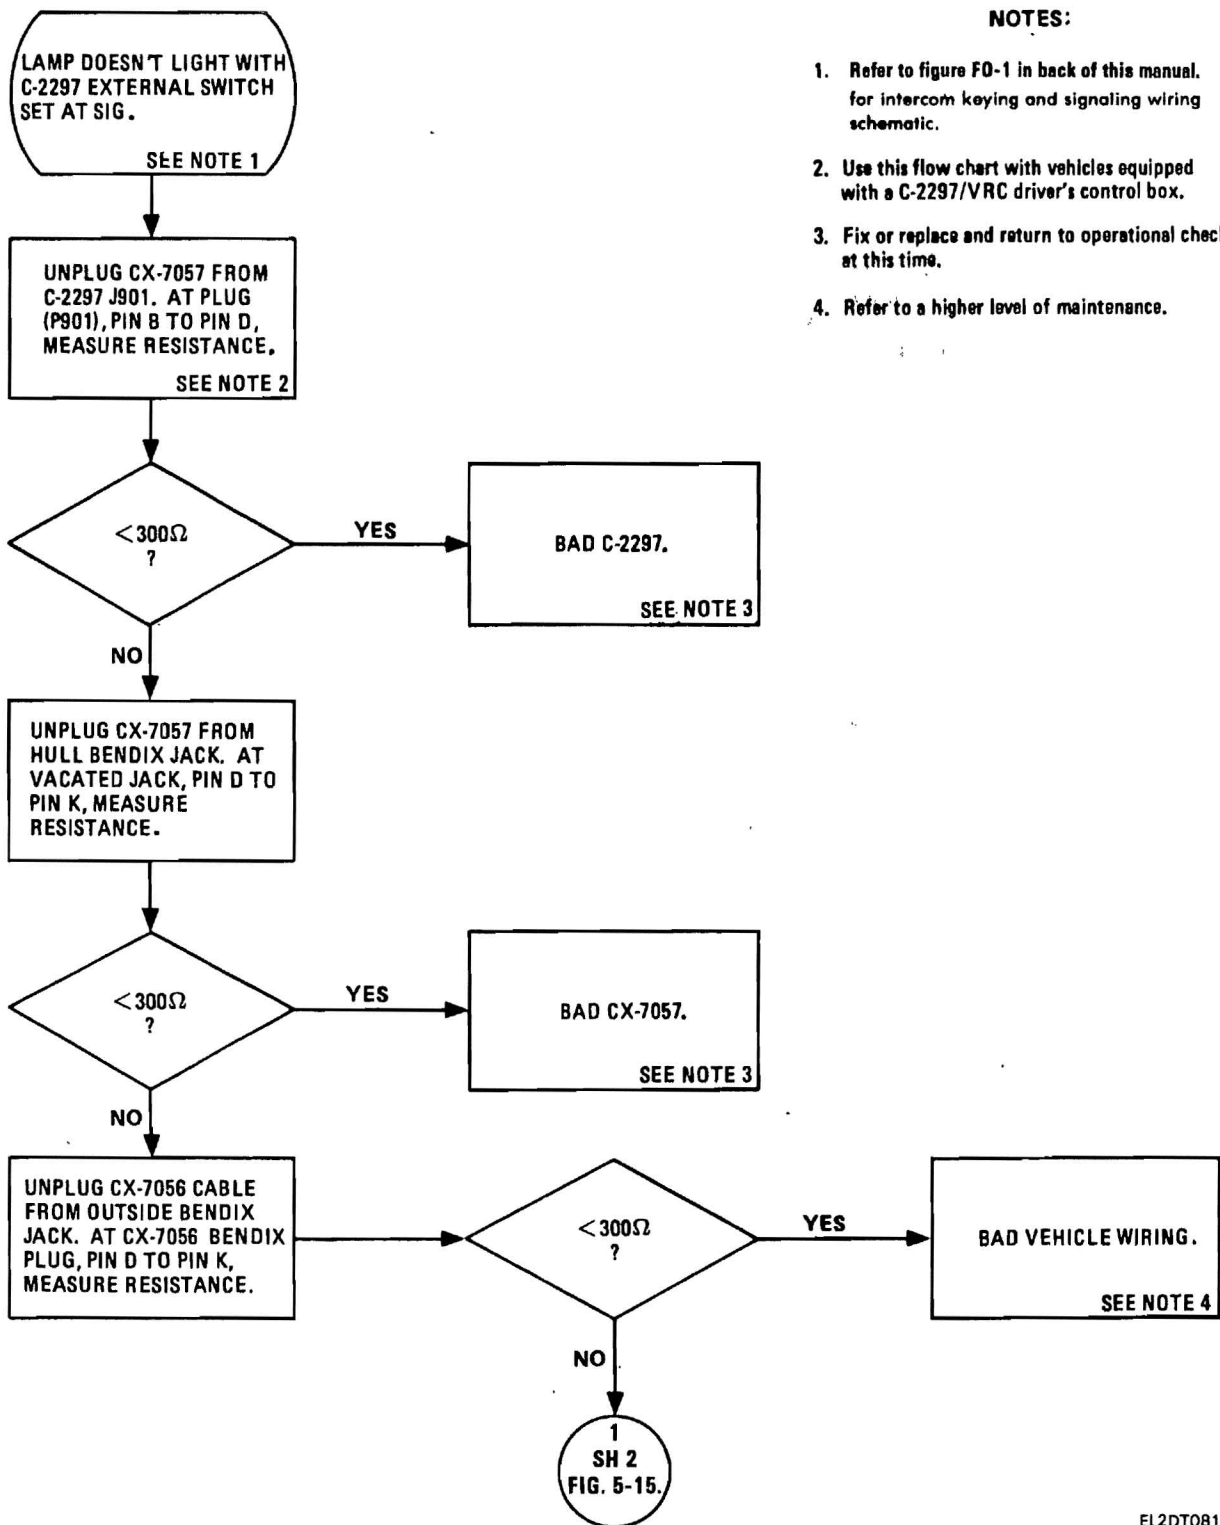 LAMP DOESN'T LIGHT WITH
C-2297 EXTERNAL SWITCH
SET AT SIG.
SEE NOTE 1
UNPLUG CX-7057 FROM
C-2297 J901. AT PLUG
(P901), PIN B TO PIN D,
MEASURE RESISTANCE.
SEE NOTE 2
<300Ω
?
YES
BAD C-2297.
SEE NOTE 3
NO
UNPLUG CX-7057 FROM
HULL BENDIX JACK. AT
VACATED JACK, PIN D TO
PIN K, MEASURE
RESISTANCE.
<300Ω
?
YES
BAD CX-7057.
SEE NOTE 3
NO
UNPLUG CX-7056 CABLE
FROM OUTSIDE BENDIX
JACK. AT CX-7056 BENDIX
PLUG, PIN D TO PIN K,
MEASURE RESISTANCE.
<300Ω
?
YES
BAD VEHICLE WIRING.
SEE NOTE 4
NO
1
SH 2
FIG. 5-15.
NOTES:
1. Refer to figure FO-1 in back of this manual.
for intercom keying and signaling wiring
schematic.
2. Use this flow chart with vehicles equipped
with a C-2297/VRC driver's control box.
3. Fix or replace and return to operational check
at this time.
4. Refer to a higher level of maintenance.
EL2DT081